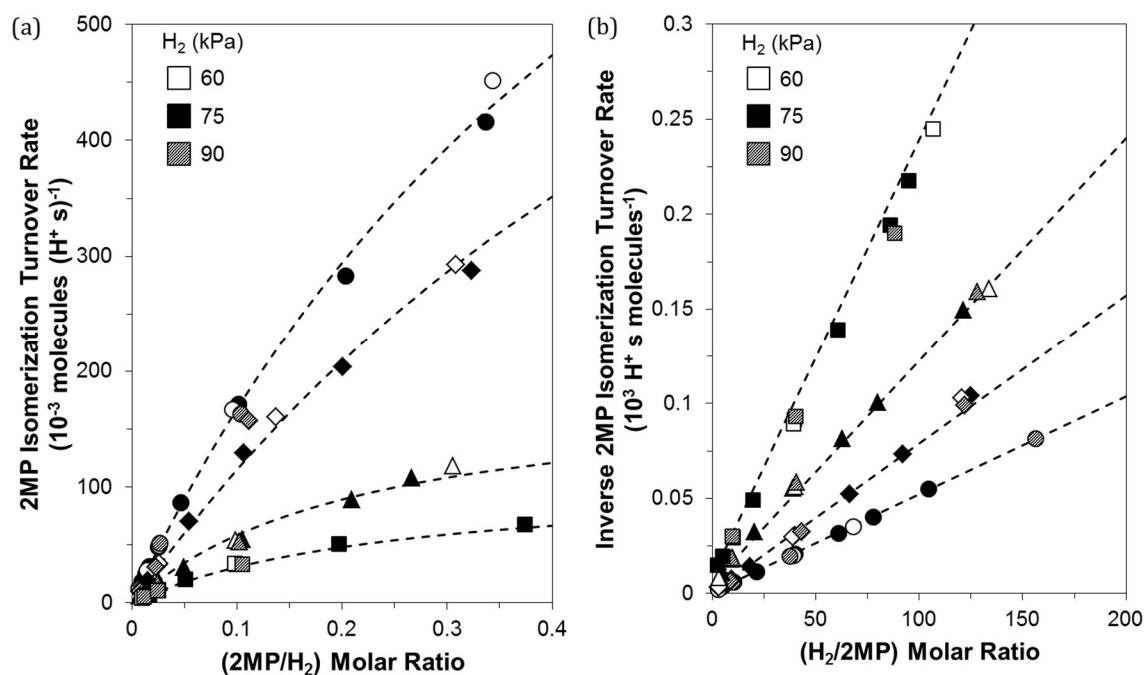 (a)
500
400
300
200
100
0
H₂ (kPa)
60
75
90
2MP Isomerization Turnover Rate
(10⁻³ molecules (H⁺ s)⁻¹)
0 0.1 0.2 0.3 0.4
(2MP/H₂) Molar Ratio
(b)
0.3
0.25
0.2
0.15
0.1
0.05
0
H₂ (kPa)
60
75
90
Inverse 2MP Isomerization Turnover Rate
(10³ H⁺ s molecules⁻¹)
0 50 100 150 200
(H₂/2MP) Molar Ratio